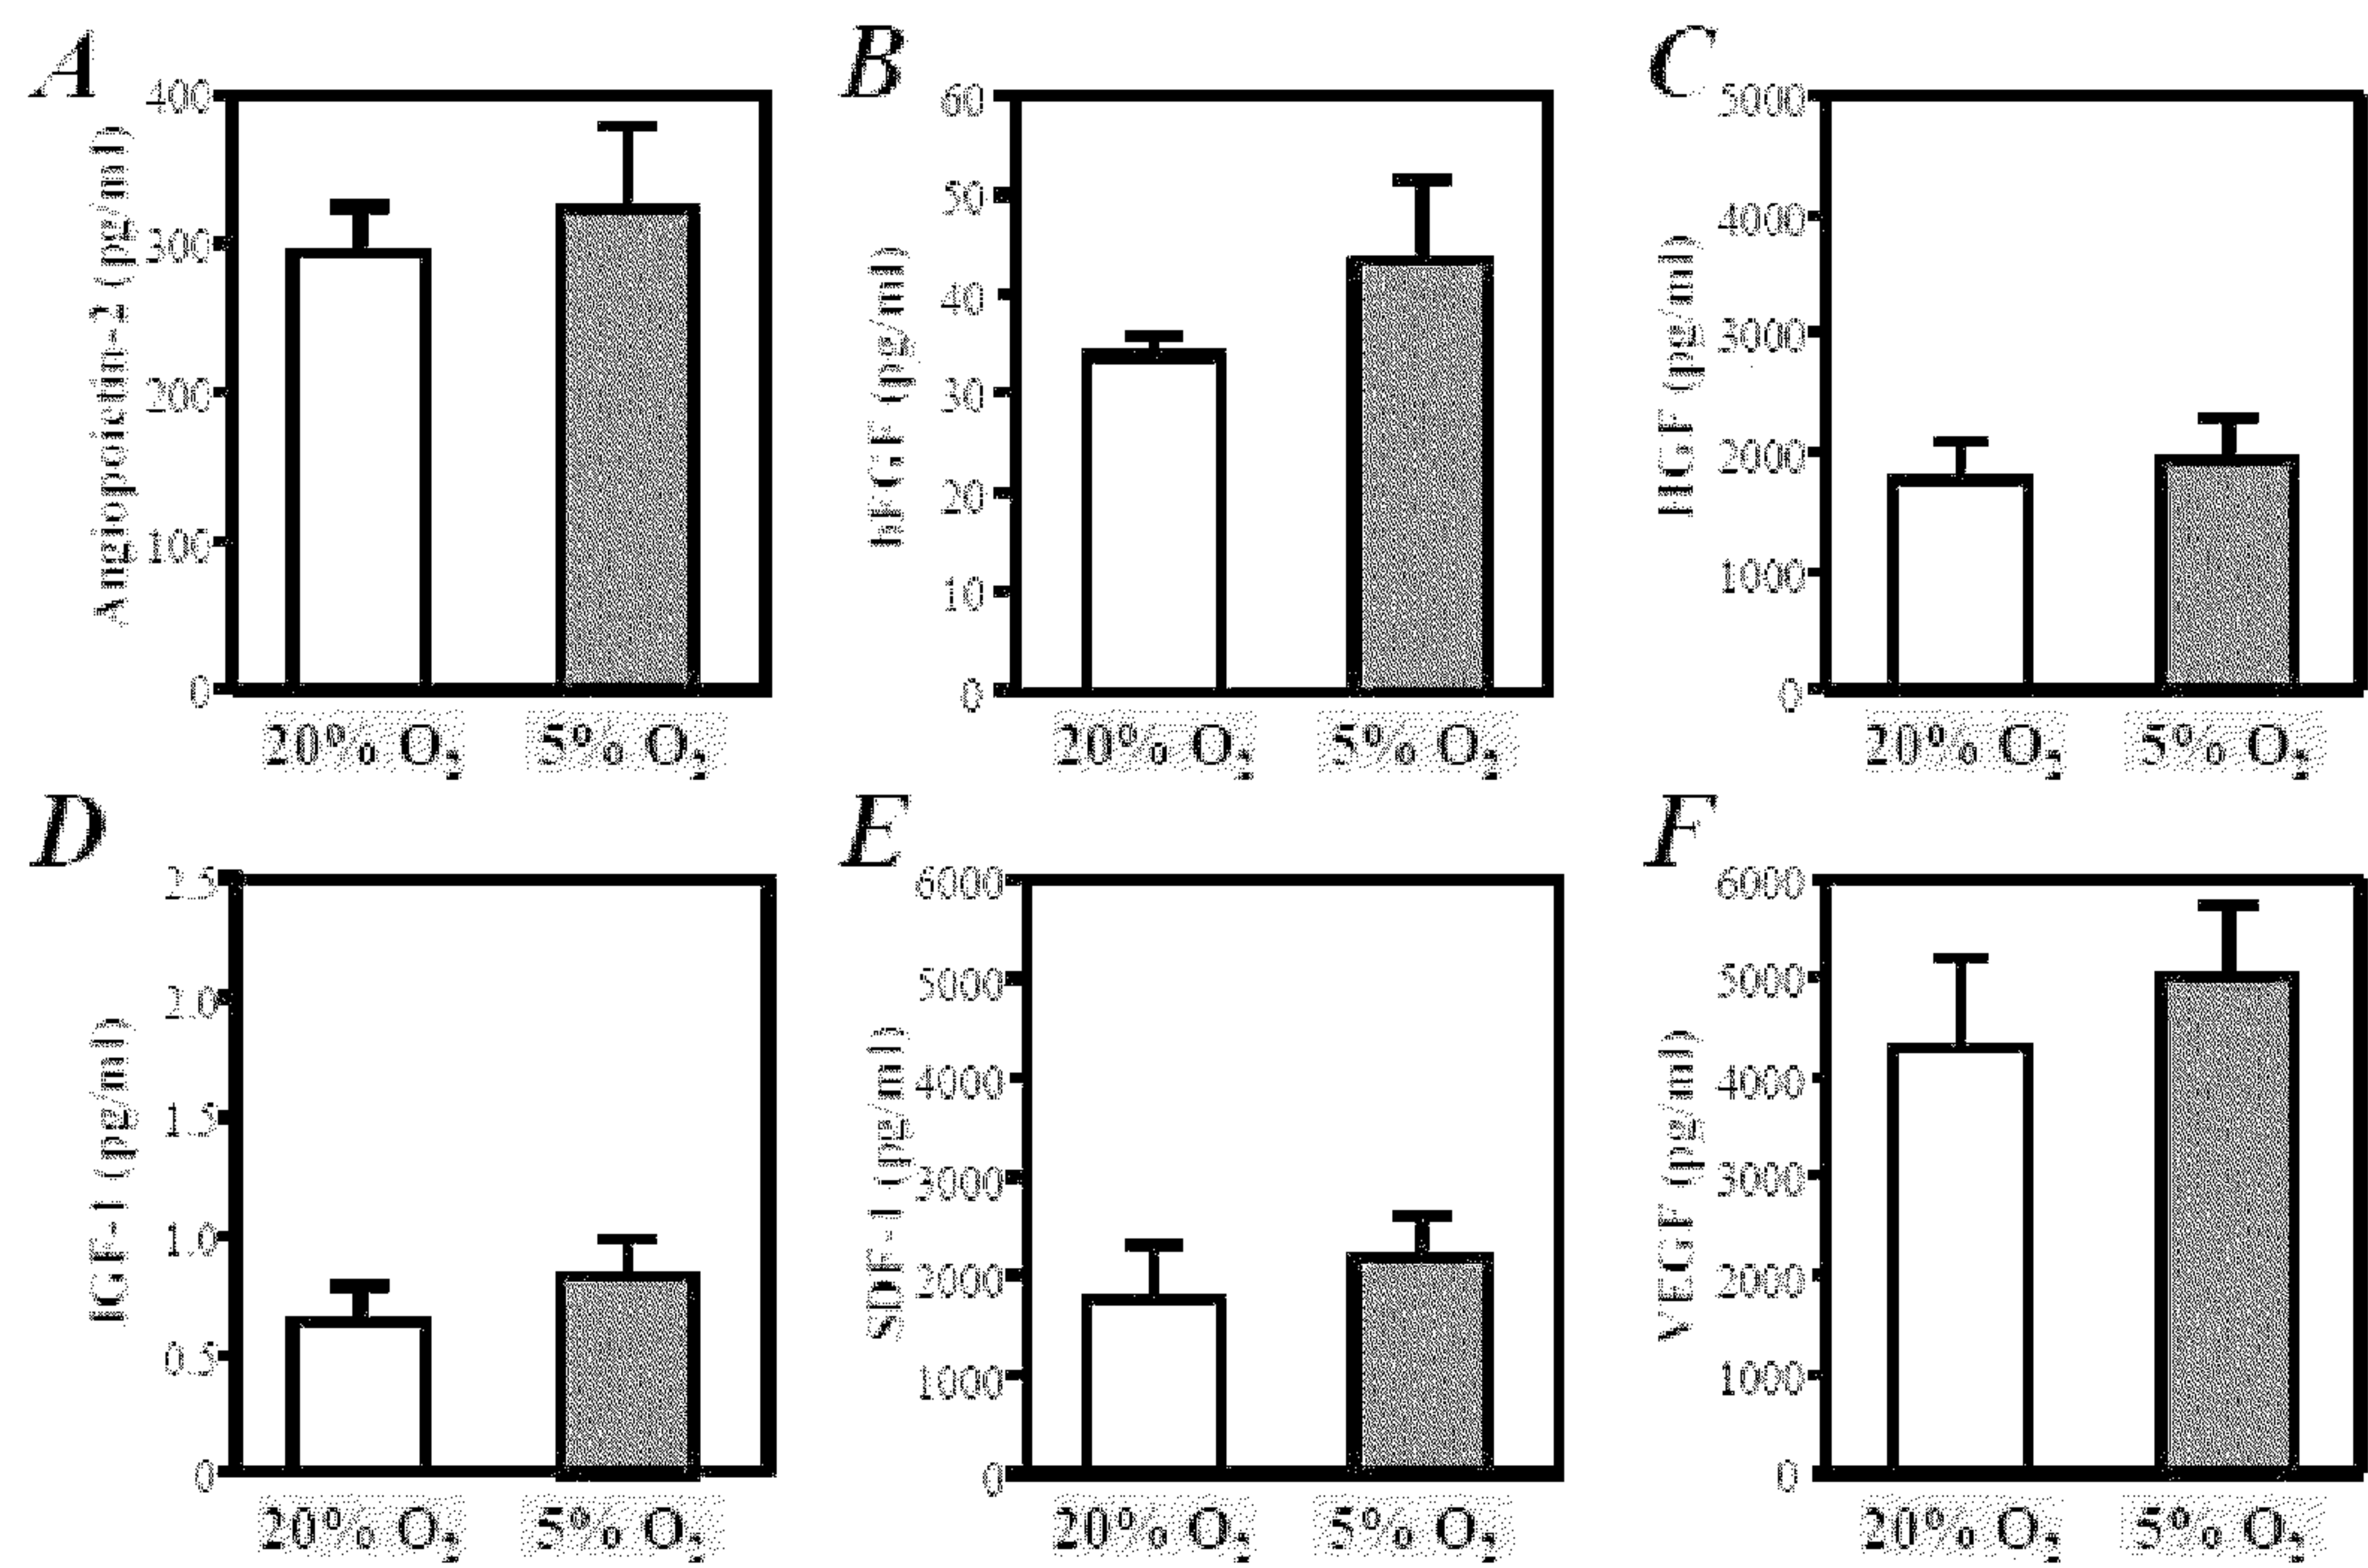 A
Angiopoietin-2 (pg/ml)
400
300
200
100
0
20% O2
5% O2
B
bFGF (pg/ml)
60
50
40
30
20
10
0
20% O2
5% O2
C
HGF (pg/ml)
5000
4000
3000
2000
1000
0
20% O2
5% O2
D
IGF-1 (pg/ml)
2.5
2.0
1.5
1.0
0.5
0
20% O2
5% O2
E
SDF-1 (pg/ml)
6000
5000
4000
3000
2000
1000
0
20% O2
5% O2
F
VEGF (pg/ml)
6000
5000
4000
3000
2000
1000
0
20% O2
5% O2